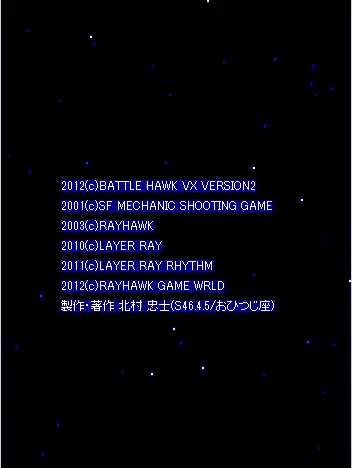 2012(c)BATTLE HAWK VX VERSION2
2001(c)SF MECHANIC SHOOTING GAME
2003(c)RAYHAWK
2010(c)LAYER RAY
2011(c)LAYER RAY RHYTHM
2012(c)RAYHAWK GAME WRLD
製作・著作 北村 忠士(S46.4.5/おひつじ座)